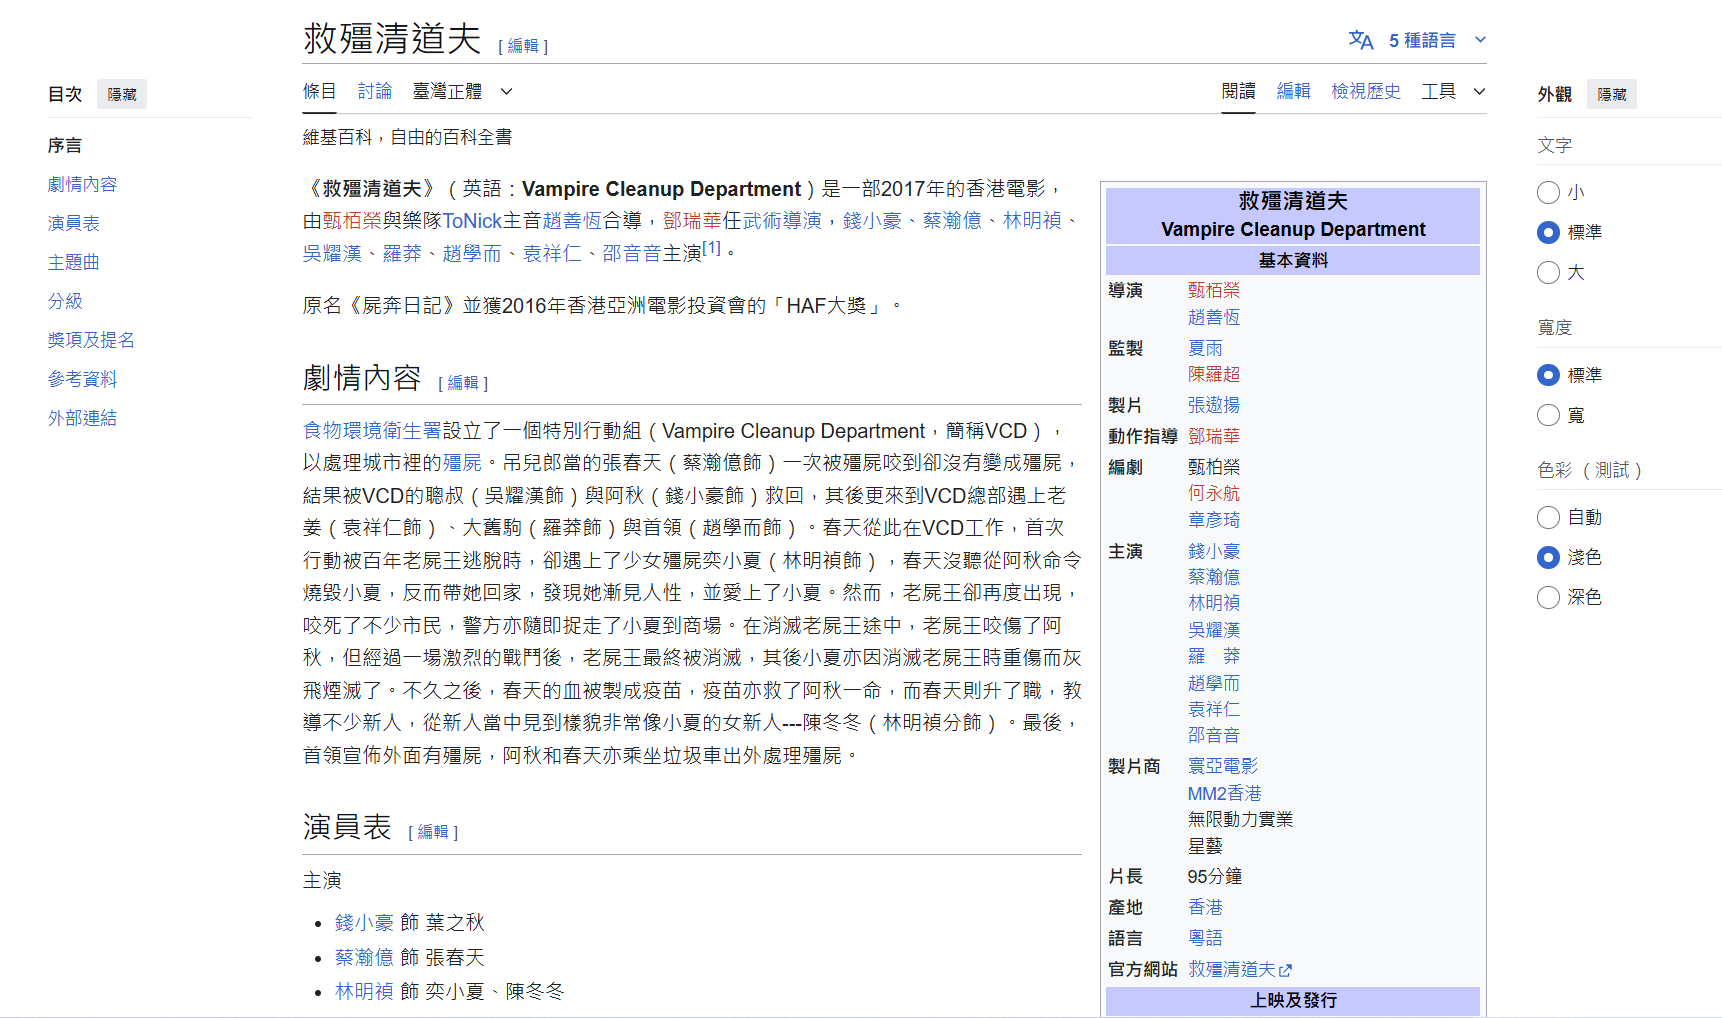 救殭清道夫 [ 編輯 ]
5 種語言
目次 隱藏
序言
劇情內容
演員表
主題曲
分級
獎項及提名
參考資料
外部連結
條目 討論 臺灣正體
閱讀 編輯 檢視歷史 工具
維基百科，自由的百科全書
《救殭清道夫》（英語：Vampire Cleanup Department）是一部2017年的香港電影，
由甄栢榮與樂隊ToNick主音趙善恆合導，鄧瑞華任武術導演，錢小豪、蔡瀚億、林明禎、
吳耀漢、羅莽、趙學而、袁祥仁、邵音音主演[1]。
原名《屍奔日記》並獲2016年香港亞洲電影投資會的「HAF大獎」。
劇情內容 [ 編輯 ]
食物環境衛生署設立了一個特別行動組（Vampire Cleanup Department，簡稱VCD），
以處理城市裡的殭屍。吊兒郎當的張春天（蔡瀚億飾）一次被殭屍咬到卻沒有變成殭屍，
結果被VCD的聰叔（吳耀漢飾）與阿秋（錢小豪飾）救回，其後更來到VCD總部遇上老
姜（袁祥仁飾）、大舊駒（羅莽飾）與首領（趙學而飾）。春天從此在VCD工作，首次
行動被百年老屍王逃脫時，卻遇上了少女殭屍奕小夏（林明禎飾），春天沒聽從阿秋命令
燒毀小夏，反而帶她回家，發現她漸見人性，並愛上了小夏。然而，老屍王卻再度出現，
咬死了不少市民，警方亦隨即捉走了小夏到商場。在消滅老屍王途中，老屍王咬傷了阿
秋，但經過一場激烈的戰鬥後，老屍王最終被消滅，其後小夏亦因消滅老屍王時重傷而灰
飛煙滅了。不久之後，春天的血被製成疫苗，疫苗亦救了阿秋一命，而春天則升了職，教
導不少新人，從新人當中見到樣貌非常像小夏的女新人---陳冬冬（林明禎分飾）。最後，
首領宣佈外面有殭屍，阿秋和春天亦乘坐垃圾車出外處理殭屍。
演員表 [ 編輯 ]
主演
• 錢小豪 飾 葉之秋
• 蔡瀚億 飾 張春天
• 林明禎 飾 奕小夏、陳冬冬
救殭清道夫
Vampire Cleanup Department
基本資料
導演 甄栢榮
趙善恆
監製 夏雨
陳羅超
製片 張遨揚
動作指導 鄧瑞華
編劇 甄柏榮
何永航
章彥琦
主演 錢小豪
蔡瀚億
林明禎
吳耀漢
羅　莽
趙學而
袁祥仁
邵音音
製片商 寰亞電影
MM2香港
無限動力實業
星藝
片長 95分鐘
產地 香港
語言 粵語
官方網站 救殭清道夫
上映及發行
外觀 隱藏
文字
小
標準
大
寬度
標準
寬
色彩 （測試）
自動
淺色
深色